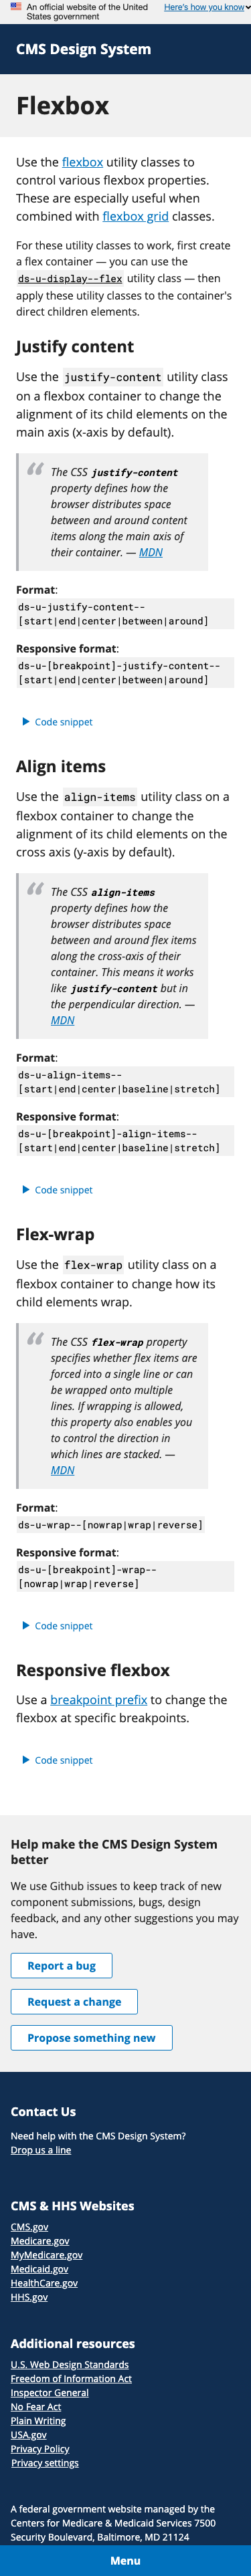 An official website of the United States government
Here's how you know
CMS Design System
Flexbox
Use the flexbox utility classes to
control various flexbox properties.
These are especially useful when
combined with flexbox grid classes.
For these utility classes to work, first create
a flex container — you can use the
ds-u-display--flex utility class — then
apply these utility classes to the container's
direct children elements.
Justify content
Use the justify-content utility class
on a flexbox container to change the
alignment of its child elements on the
main axis (x-axis by default).
“ The CSS justify-content
property defines how the
browser distributes space
between and around content
items along the main axis of
their container. — MDN
Format:
ds-u-justify-content--
[start|end|center|between|around]
Responsive format:
ds-u-[breakpoint]-justify-content--
[start|end|center|between|around]
Code snippet
Align items
Use the align-items utility class on a
flexbox container to change the
alignment of its child elements on the
cross axis (y-axis by default).
“ The CSS align-items
property defines how the
browser distributes space
between and around flex items
along the cross-axis of their
container. This means it works
like justify-content but in
the perpendicular direction. —
MDN
Format:
ds-u-align-items--
[start|end|center|baseline|stretch]
Responsive format:
ds-u-[breakpoint]-align-items--
[start|end|center|baseline|stretch]
Code snippet
Flex-wrap
Use the flex-wrap utility class on a
flexbox container to change how its
child elements wrap.
“ The CSS flex-wrap property
specifies whether flex items are
forced into a single line or can
be wrapped onto multiple
lines. If wrapping is allowed,
this property also enables you
to control the direction in
which lines are stacked. —
MDN
Format:
ds-u-wrap--[nowrap|wrap|reverse]
Responsive format:
ds-u-[breakpoint]-wrap--
[nowrap|wrap|reverse]
Code snippet
Responsive flexbox
Use a breakpoint prefix to change the
flexbox at specific breakpoints.
Code snippet
Help make the CMS Design System
better
We use Github issues to keep track of new
component submissions, bugs, design
feedback, and any other suggestions you may
have.
Report a bug
Request a change
Propose something new
Contact Us
Need help with the CMS Design System?
Drop us a line
CMS & HHS Websites
CMS.gov
Medicare.gov
MyMedicare.gov
Medicaid.gov
HealthCare.gov
HHS.gov
Additional resources
U.S. Web Design Standards
Freedom of Information Act
Inspector General
No Fear Act
Plain Writing
USA.gov
Privacy Policy
Privacy settings
A federal government website managed by the
Centers for Medicare & Medicaid Services 7500
Security Boulevard, Baltimore, MD 21124
Menu